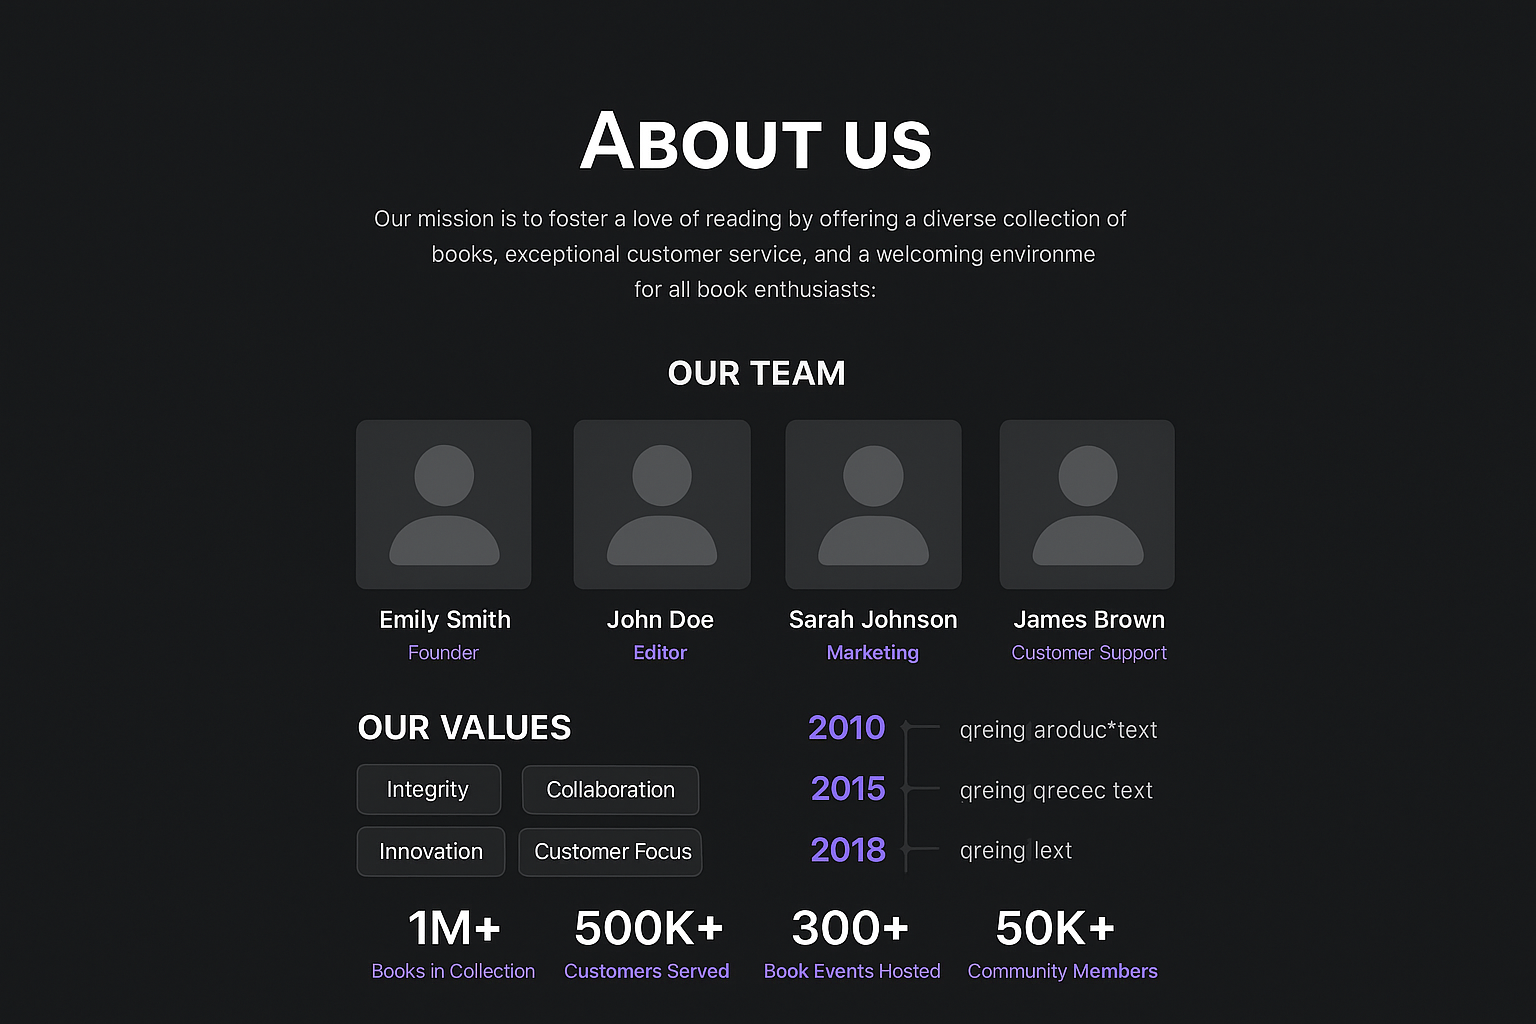 ABOUT US
Our mission is to foster a love of reading by offering a diverse collection of
books, exceptional customer service, and a welcoming environme
for all book enthusiasts:
OUR TEAM
Emily Smith
Founder
John Doe
Editor
Sarah Johnson
Marketing
James Brown
Customer Support
OUR VALUES
Integrity
Collaboration
Innovation
Customer Focus
2010 qreing aroduc*text
2015 qreing qrecec text
2018 qreing lext
1M+
Books in Collection
500K+
Customers Served
300+
Book Events Hosted
50K+
Community Members